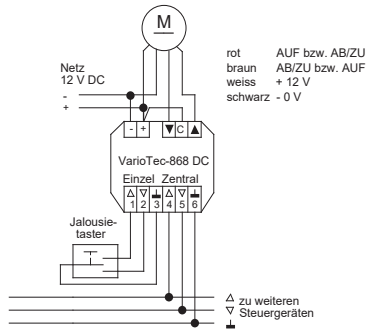 M
rot AUF bzw. AB/ZU
braun AB/ZU bzw. AUF
weiss + 12 V
schwarz - 0 V
Netz
12 V DC
-
+
- + ▼ C ▲
VarioTec-868 DC
Einzel Zentral
1 2 3 4 5 6
Jalousie-
taster
△ zu weiteren
▽ Steuergeräten